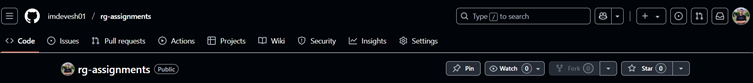 imdevesh01 / rg-assignments
Type / to search
Code Issues Pull requests Actions Projects Wiki Security Insights Settings
rg-assignments Public
Pin Watch 0 Fork 0 Star 0